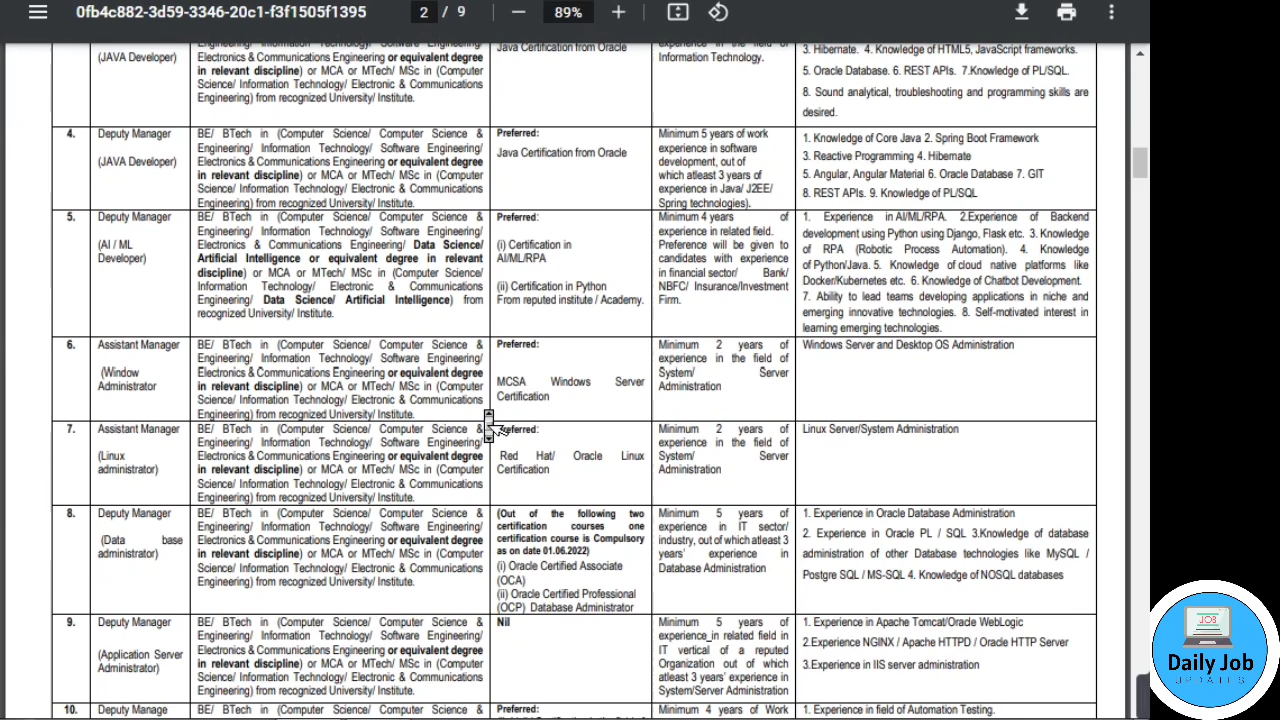 0fb4c882-3d59-3346-20c1-f3f1505f1395
2 / 9
89%
(JAVA Developer)
Engineering/ Information Technology/ Software Engineering/
Electronics & Communications Engineering or equivalent degree
in relevant discipline) or MCA or MTech/ MSc in (Computer
Science/ Information Technology/ Electronic & Communications
Engineering) from recognized University/ Institute.
Java Certification from Oracle
experience in the field of
Information Technology.
3. Hibernate. 4. Knowledge of HTML5, JavaScript frameworks.
5. Oracle Database. 6. REST APIs. 7.Knowledge of PL/SQL.
8. Sound analytical, troubleshooting and programming skills are
desired.
4.
Deputy Manager
(JAVA Developer)
BE/ BTech in (Computer Science/ Computer Science &
Engineering/ Information Technology/ Software Engineering/
Electronics & Communications Engineering or equivalent degree
in relevant discipline) or MCA or MTech/ MSc in (Computer
Science/ Information Technology/ Electronic & Communications
Engineering) from recognized University/ Institute.
Preferred:
Java Certification from Oracle
Minimum 5 years of work
experience in software
development, out of
which atleast 3 years of
experience in Java/ J2EE/
Spring technologies).
1. Knowledge of Core Java 2. Spring Boot Framework
3. Reactive Programming 4. Hibernate
5. Angular, Angular Material 6. Oracle Database 7. GIT
8. REST APIs. 9. Knowledge of PL/SQL
5.
Deputy Manager
(AI / ML
Developer)
BE/ BTech in (Computer Science/ Computer Science &
Engineering/ Information Technology/ Software Engineering/
Electronics & Communications Engineering/ Data Science/
Artificial Intelligence or equivalent degree in relevant
discipline) or MCA or MTech/ MSc in (Computer Science/
Information Technology/ Electronic & Communications
Engineering/ Data Science/ Artificial Intelligence) from
recognized University/ Institute.
Preferred:
(i) Certification in
AI/ML/RPA
(ii) Certification in Python
From reputed institute / Academy.
Minimum 4 years of
experience in related field.
Preference will be given to
candidates with experience
in financial sector/ Bank/
NBFC/ Insurance/Investment
Firm.
1. Experience in AI/ML/RPA. 2.Experience of Backend
development using Python using Django, Flask etc. 3. Knowledge
of RPA (Robotic Process Automation). 4. Knowledge
of Python/Java. 5. Knowledge of cloud native platforms like
Docker/Kubernetes etc. 6. Knowledge of Chatbot Development.
7. Ability to lead teams developing applications in niche and
emerging innovative technologies. 8. Self-motivated interest in
learning emerging technologies.
6.
Assistant Manager
(Window
Administrator
BE/ BTech in (Computer Science/ Computer Science &
Engineering/ Information Technology/ Software Engineering/
Electronics & Communications Engineering or equivalent degree
in relevant discipline) or MCA or MTech/ MSc in (Computer
Science/ Information Technology/ Electronic & Communications
Engineering) from recognized University/ Institute.
Preferred:
MCSA Windows Server
Certification
Minimum 2 years of
experience in the field of
System/ Server
Administration
Windows Server and Desktop OS Administration
7.
Assistant Manager
(Linux
administrator)
BE/ BTech in (Computer Science/ Computer Science &
Engineering/ Information Technology/ Software Engineering/
Electronics & Communications Engineering or equivalent degree
in relevant discipline) or MCA or MTech/ MSc in (Computer
Science/ Information Technology/ Electronic & Communications
Engineering) from recognized University/ Institute.
Preferred:
Red Hat/ Oracle Linux
Certification
Minimum 2 years of
experience in the field of
System/ Server
Administration
Linux Server/System Administration
8.
Deputy Manager
(Data base
administrator)
BE/ BTech in (Computer Science/ Computer Science &
Engineering/ Information Technology/ Software Engineering/
Electronics & Communications Engineering or equivalent degree
in relevant discipline) or MCA or MTech/ MSc in (Computer
Science/ Information Technology/ Electronic & Communications
Engineering) from recognized University/ Institute.
(Out of the following two
certification courses one
certification course is Compulsory
as on date 01.06.2022)
(i) Oracle Certified Associate
(OCA)
(ii) Oracle Certified Professional
(OCP) Database Administrator
Minimum 5 years of
experience in IT sector/
industry, out of which atleast 3
years' experience in
Database Administration
1. Experience in Oracle Database Administration
2. Experience in Oracle PL / SQL 3.Knowledge of database
administration of other Database technologies like MySQL /
Postgre SQL / MS-SQL 4. Knowledge of NOSQL databases
9.
Deputy Manager
(Application Server
Administrator)
BE/ BTech in (Computer Science/ Computer Science &
Engineering/ Information Technology/ Software Engineering/
Electronics & Communications Engineering or equivalent degree
in relevant discipline) or MCA or MTech/ MSc in (Computer
Science/ Information Technology/ Electronic & Communications
Engineering) from recognized University/ Institute.
Nil
Minimum 5 years of
experience in related field in
IT vertical of a reputed
Organization out of which
atleast 3 years' experience in
System/Server Administration
1. Experience in Apache Tomcat/Oracle WebLogic
2.Experience NGINX / Apache HTTPD / Oracle HTTP Server
3.Experience in IIS server administration
10.
Deputy Manage
BE/ BTech in (Computer Science/ Computer Science &
Preferred:
Minimum 4 years of Work
1. Experience in field of Automation Testing.
JOB
Daily Job
UPDATES